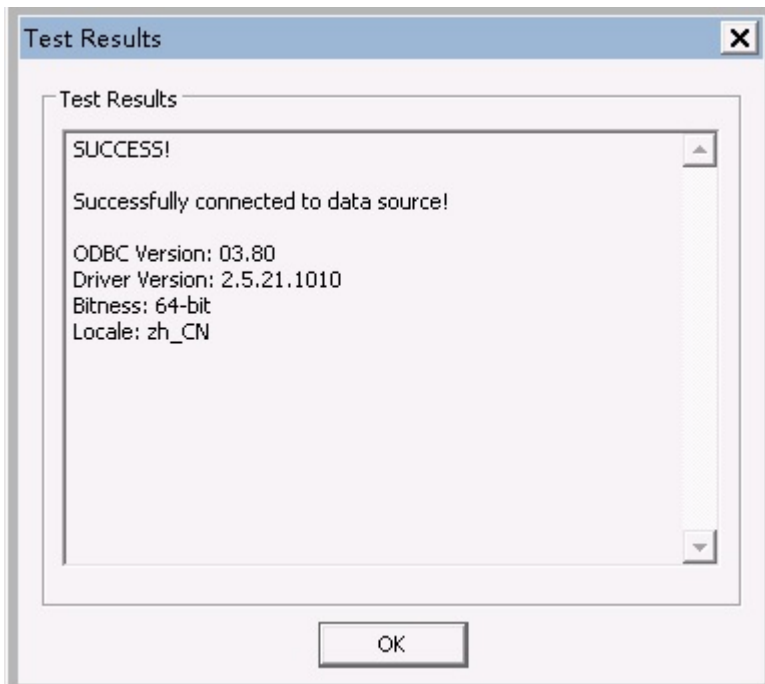 Test Results
Test Results
SUCCESS!
Successfully connected to data source!
ODBC Version: 03.80
Driver Version: 2.5.21.1010
Bitness: 64-bit
Locale: zh_CN
OK